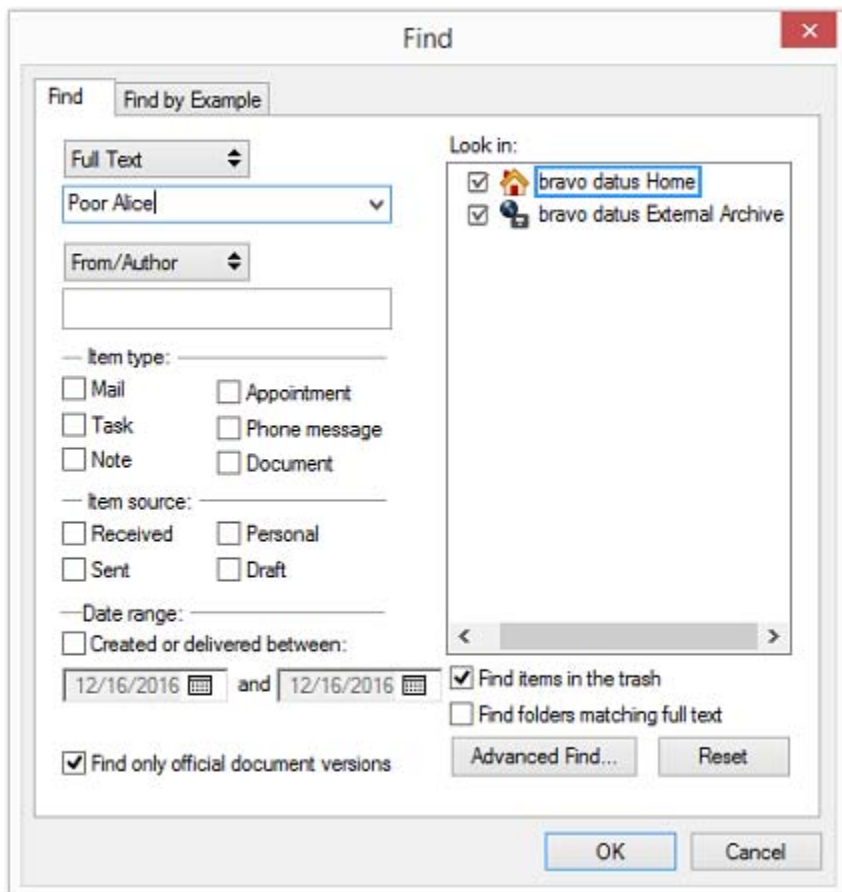 Find
Find
Find by Example
Full Text
Poor Alice
From/Author
Item type:
Mail
Appointment
Task
Phone message
Note
Document
Item source:
Received
Personal
Sent
Draft
Date range:
Created or delivered between:
12/16/2016 and 12/16/2016
Find only official document versions
Look in:
bravo datus Home
bravo datus External Archive
Find items in the trash
Find folders matching full text
Advanced Find...
Reset
OK
Cancel